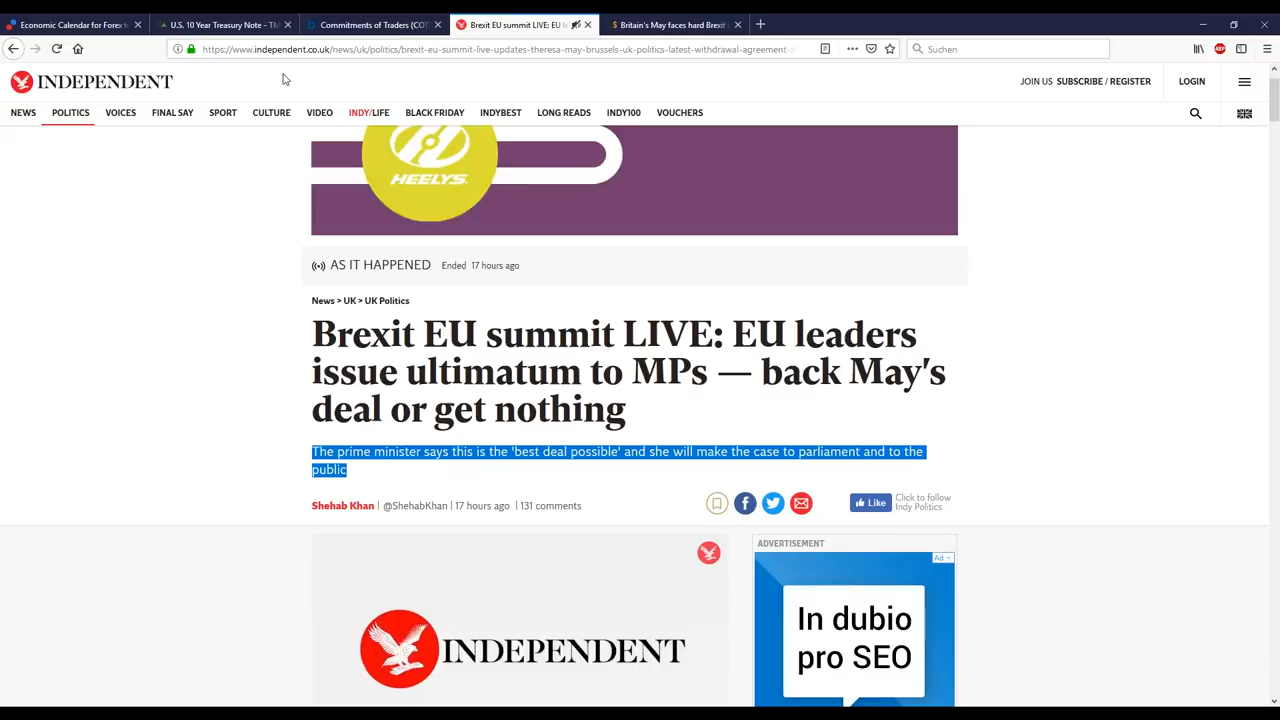 Economic Calendar for Forex t
U.S. 10 Year Treasury Note - TM
Commitments of Traders (COT
Brexit EU summit LIVE: EU le
Britain's May faces hard Brexit
https://www.independent.co.uk/news/uk/politics/brexit-eu-summit-live-updates-theresa-may-brussels-uk-politics-latest-withdrawal-agreement-a
Suchen
ABP
INDEPENDENT
JOIN US SUBSCRIBE / REGISTER
LOGIN
NEWS POLITICS VOICES FINAL SAY SPORT CULTURE VIDEO INDY/LIFE BLACK FRIDAY INDYBEST LONG READS INDY100 VOUCHERS
HEELYS
AS IT HAPPENED Ended 17 hours ago
News > UK > UK Politics
Brexit EU summit LIVE: EU leaders
issue ultimatum to MPs — back May's
deal or get nothing
The prime minister says this is the 'best deal possible' and she will make the case to parliament and to the
public
Shehab Khan | @ShehabKhan | 17 hours ago | 131 comments
Like
Click to follow
Indy Politics
ADVERTISEMENT
Ad
In dubio
pro SEO
INDEPENDENT